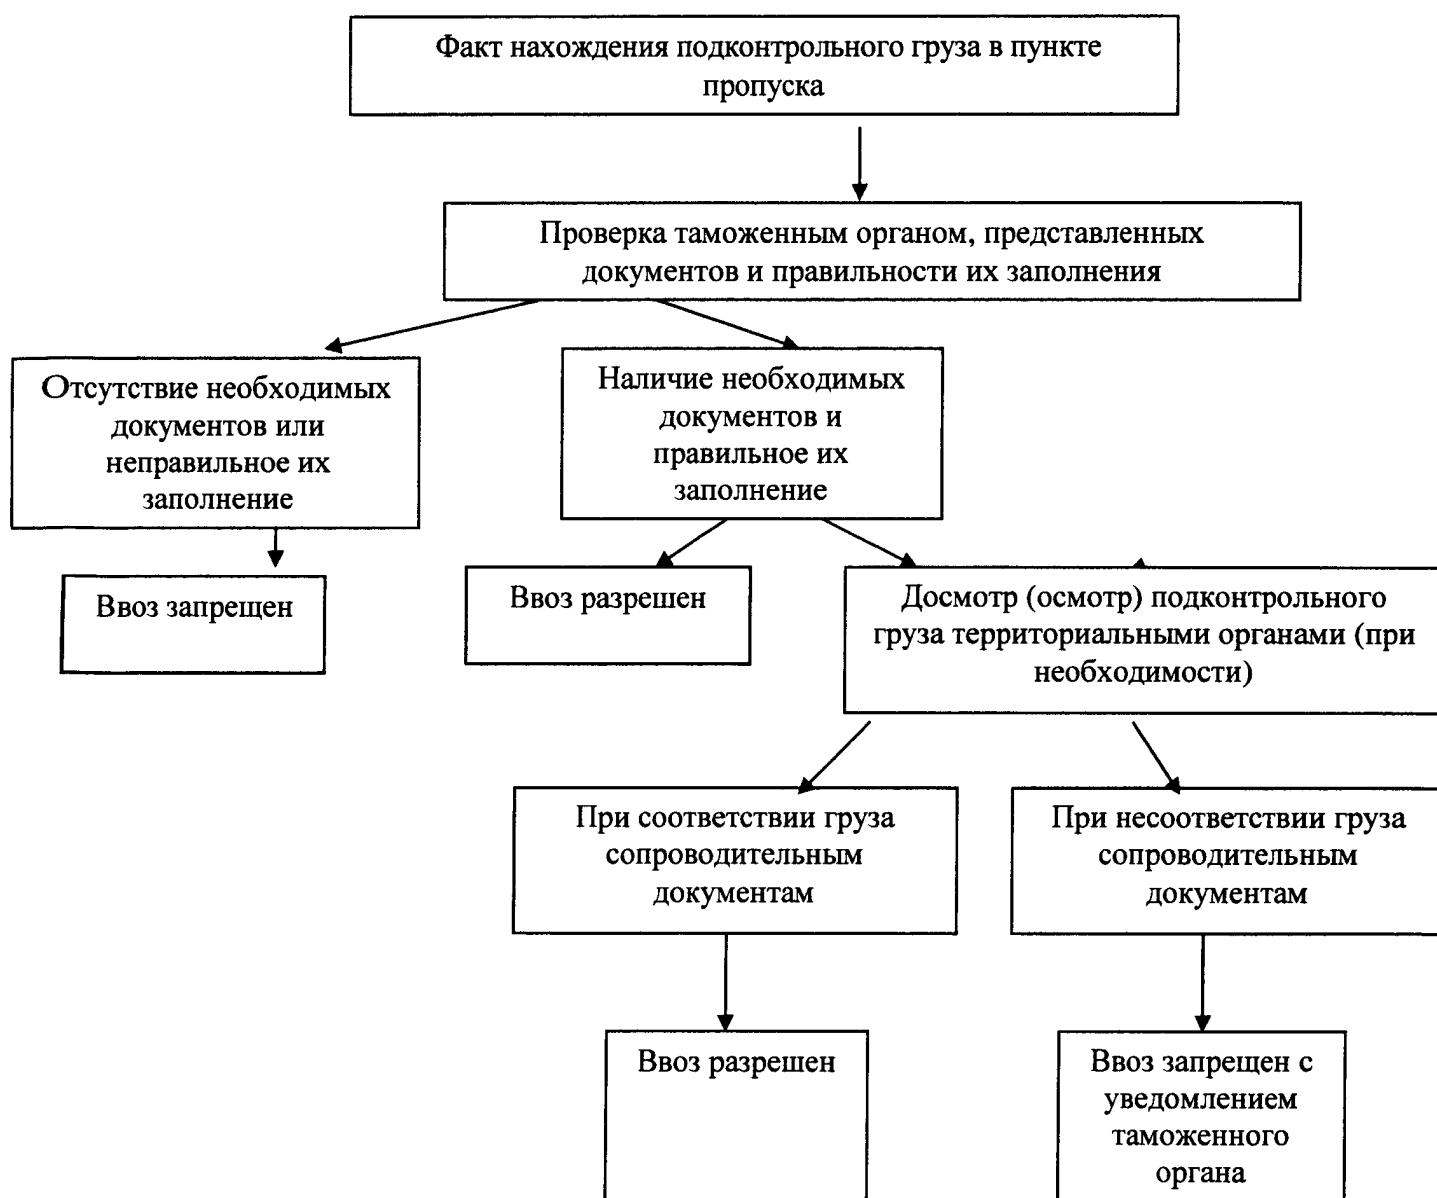 Факт нахождения подконтрольного груза в пункте
пропуска
Проверка таможенным органом, представленных
документов и правильности их заполнения
Отсутствие необходимых
документов или
неправильное их
заполнение
Наличие необходимых
документов и
правильное их
заполнение
Ввоз запрещен
Ввоз разрешен
Досмотр (осмотр) подконтрольного
груза территориальными органами (при
необходимости)
При соответствии груза
сопроводительным
документам
При несоответствии груза
сопроводительным
документам
Ввоз разрешен
Ввоз запрещен с
уведомлением
таможенного
органа